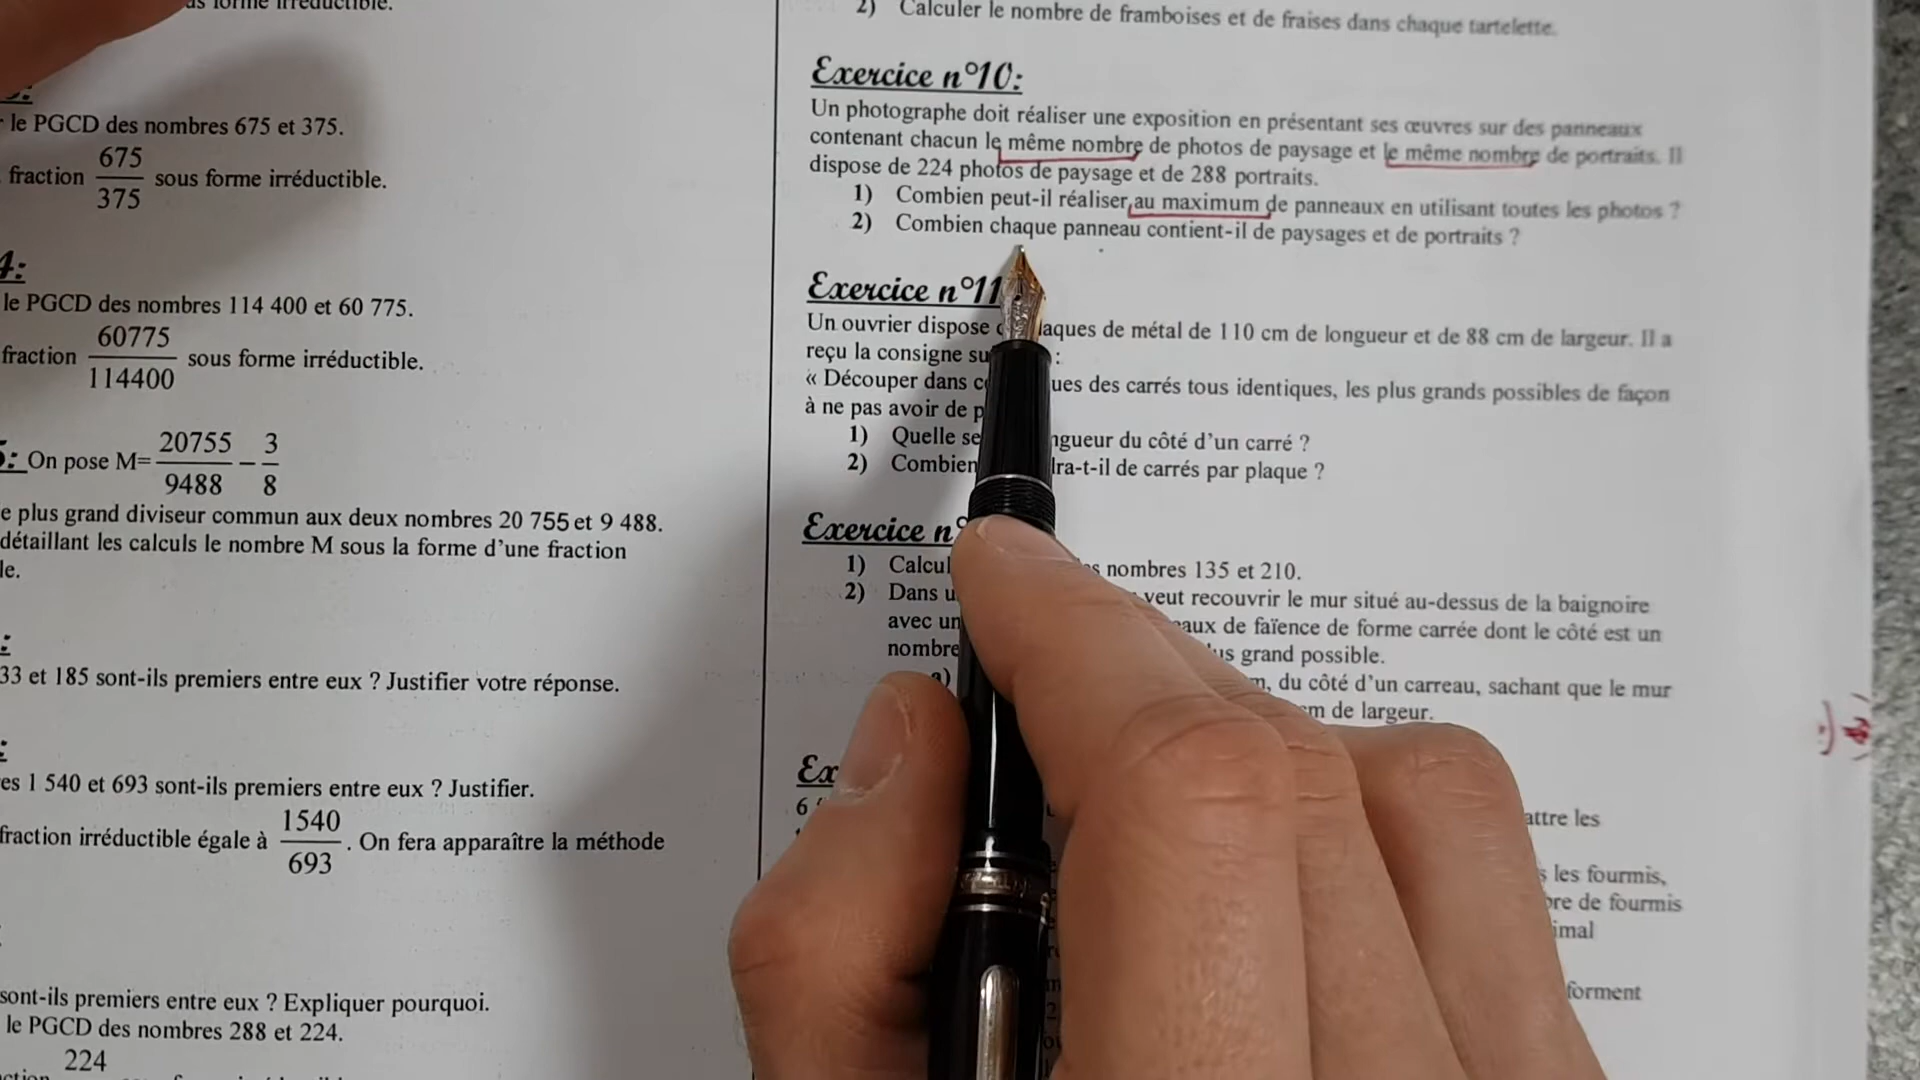 le PGCD des nombres 675 et 375.
fraction 675/375 sous forme irréductible.
4:
le PGCD des nombres 114 400 et 60 775.
fraction 60775/114400 sous forme irréductible.
On pose M= 20755/9488 − 3/8
e plus grand diviseur commun aux deux nombres 20 755 et 9 488.
détaillant les calculs le nombre M sous la forme d’une fraction
le.
33 et 185 sont-ils premiers entre eux ? Justifier votre réponse.
es 1 540 et 693 sont-ils premiers entre eux ? Justifier.
fraction irréductible égale à 1540/693 . On fera apparaître la méthode
sont-ils premiers entre eux ? Expliquer pourquoi.
le PGCD des nombres 288 et 224.
224
2) Calculer le nombre de framboises et de fraises dans chaque tartelette.
Exercice n°10:
Un photographe doit réaliser une exposition en présentant ses œuvres sur des panneaux
contenant chacun le même nombre de photos de paysage et le même nombre de portraits. Il
dispose de 224 photos de paysage et de 288 portraits.
1) Combien peut-il réaliser au maximum de panneaux en utilisant toutes les photos ?
2) Combien chaque panneau contient-il de paysages et de portraits ?
Exercice n°11
Un ouvrier dispose laques de métal de 110 cm de longueur et de 88 cm de largeur. Il a
reçu la consigne su :
« Découper dans c ues des carrés tous identiques, les plus grands possibles de façon
à ne pas avoir de p
1) Quelle se ngueur du côté d’un carré ?
2) Combien dra-t-il de carrés par plaque ?
Exercice n°
1) Calcul s nombres 135 et 210.
2) Dans u veut recouvrir le mur situé au-dessus de la baignoire
avec un eaux de faïence de forme carrée dont le côté est un
nombre us grand possible.
a) m, du côté d’un carreau, sachant que le mur
cm de largeur.
Ex
6
attre les
s les fourmis,
bre de fourmis
imal
forment